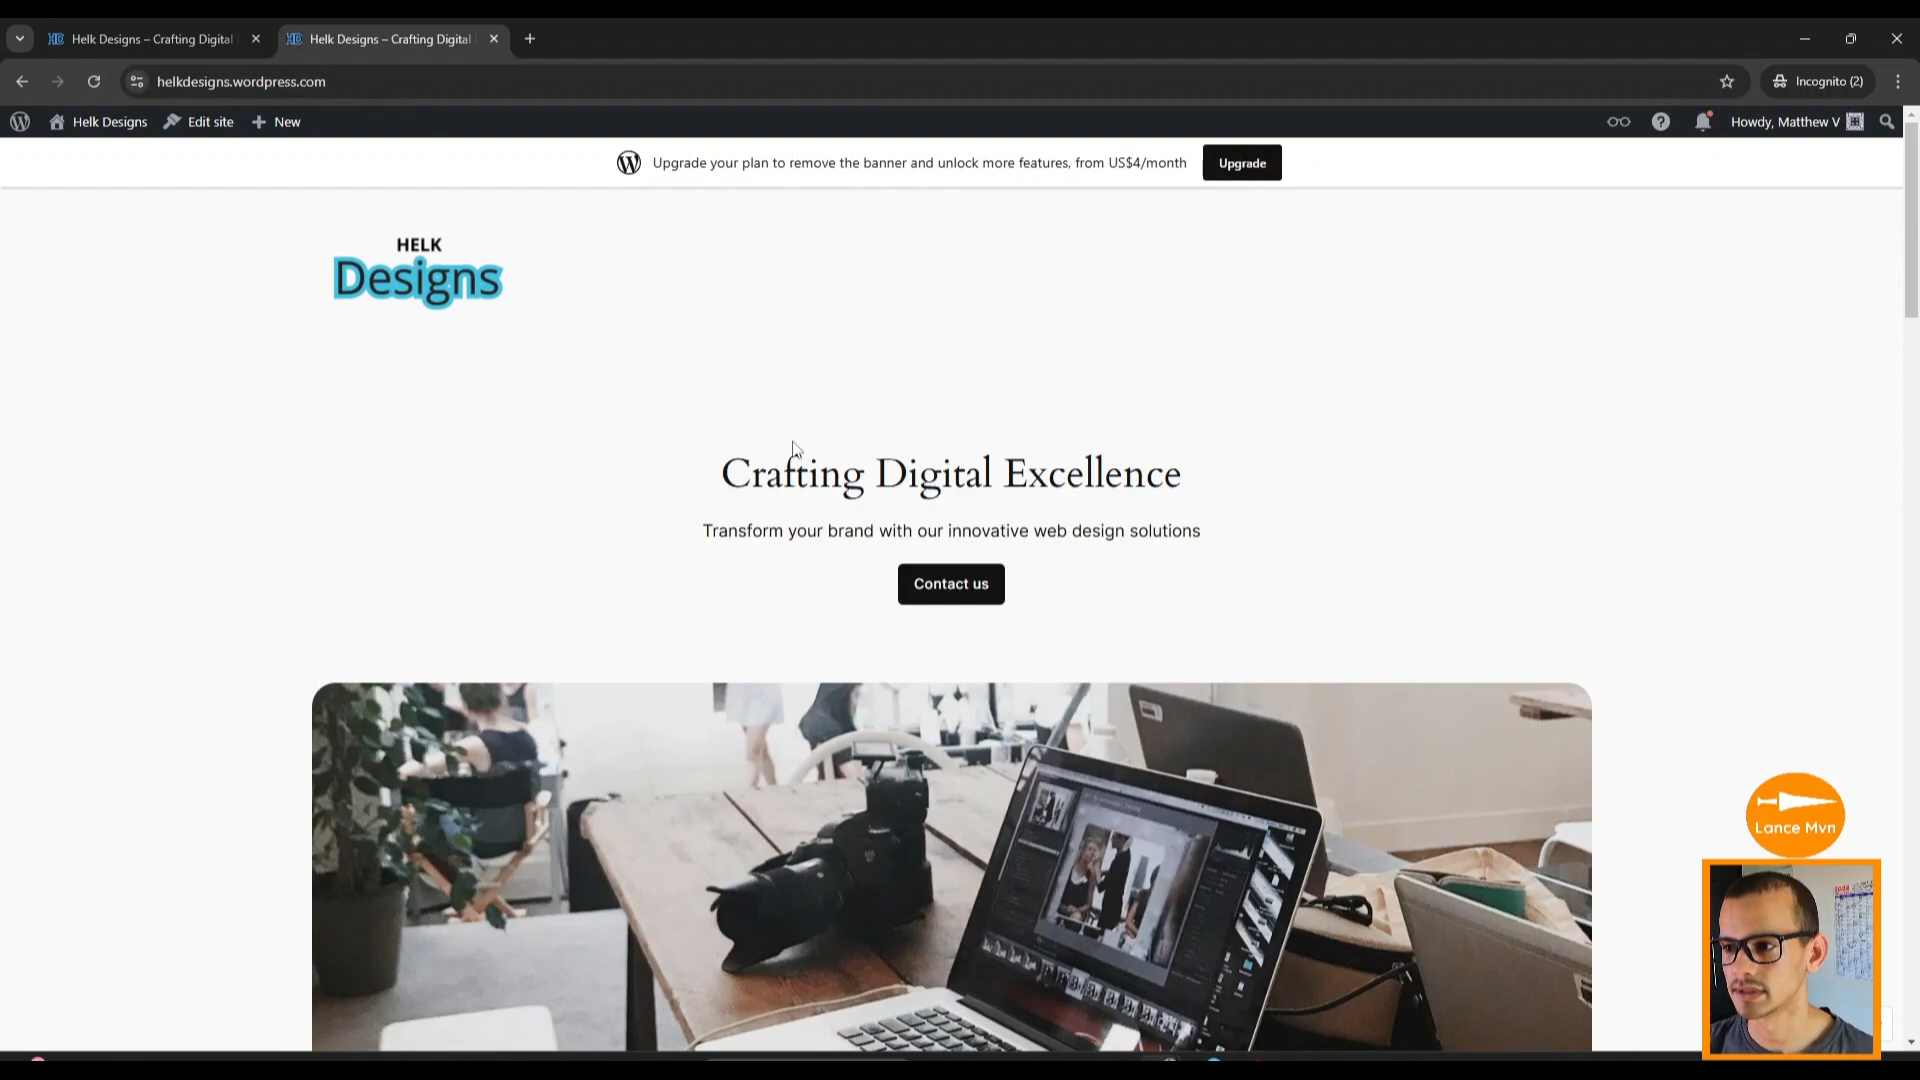 Helk Designs – Crafting Digital
Helk Designs – Crafting Digital
helkdesigns.wordpress.com
Incognito (2)
Helk Designs
Edit site
New
Howdy, Matthew V
Upgrade your plan to remove the banner and unlock more features, from US$4/month
Upgrade
HELK
Designs
Crafting Digital Excellence
Transform your brand with our innovative web design solutions
Contact us
Lance Mvn